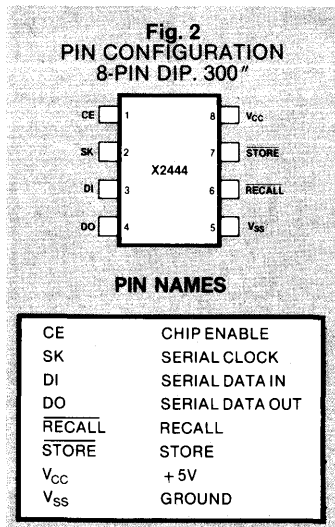 Fig. 2
PIN CONFIGURATION
8-PIN DIP. 300"
CE 1 8 VCC
SK 2 7 STORE
X2444
DI 3 6 RECALL
DO 4 5 VSS
PIN NAMES
CE CHIP ENABLE
SK SERIAL CLOCK
DI SERIAL DATA IN
DO SERIAL DATA OUT
RECALL RECALL
STORE STORE
VCC +5V
VSS GROUND